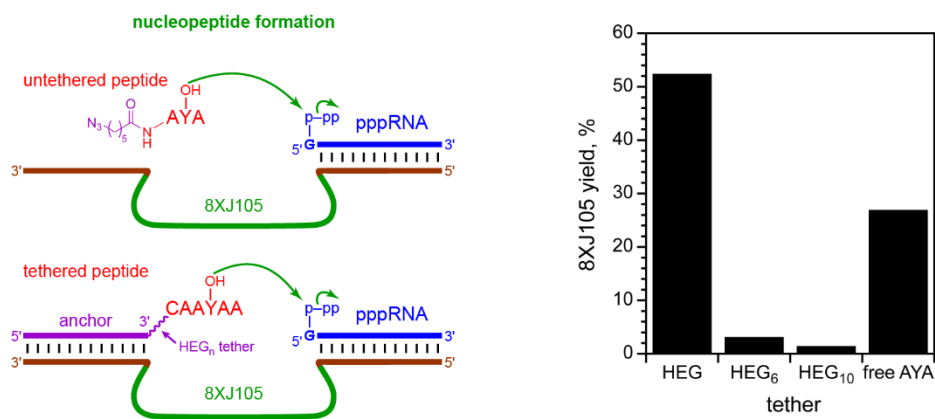 nucleopeptide formation
untethered peptide
OH
O
N₃
5
N
H
AYA
p–pp
5' G
pppRNA
3'
3'
5'
8XJ105
tethered peptide
OH
CAAYAA
p–pp
anchor
3'
5'
HEGₙ tether
5' G
pppRNA
3'
3'
5'
8XJ105
8XJ105 yield, %
60
50
40
30
20
10
0
HEG HEG₆ HEG₁₀ free AYA
tether